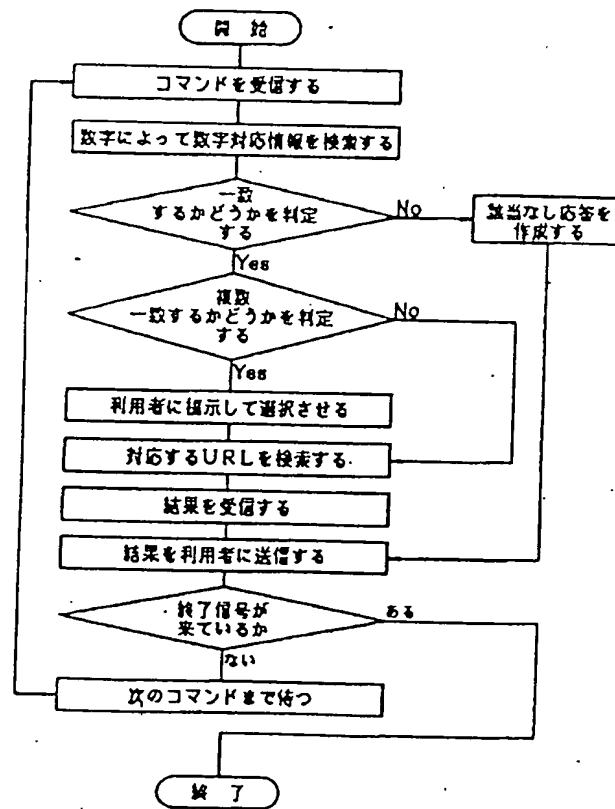 開始
コマンドを受信する
数字によって数字対応情報を検索する
一致
するかどうかを判定
する
No
該当なし応答を
作成する
Yes
複数
一致するかどうかを判定
する
No
Yes
利用者に提示して選択させる
対応するURLを検索する
結果を受信する
結果を利用者に送信する
終了信号が
来ているか
ある
ない
次のコマンドまで待つ
終了